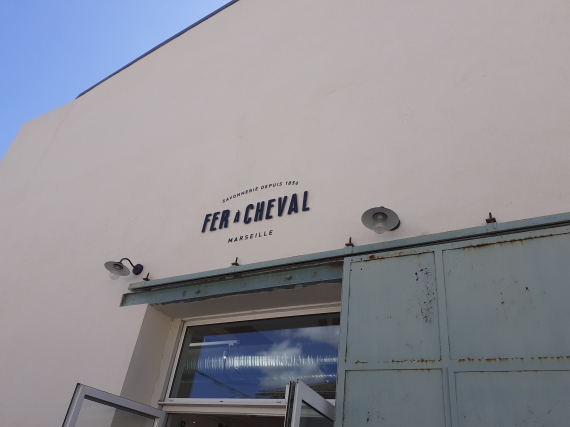 SAVONNERIE DEPUIS 1856
FER À CHEVAL
MARSEILLE